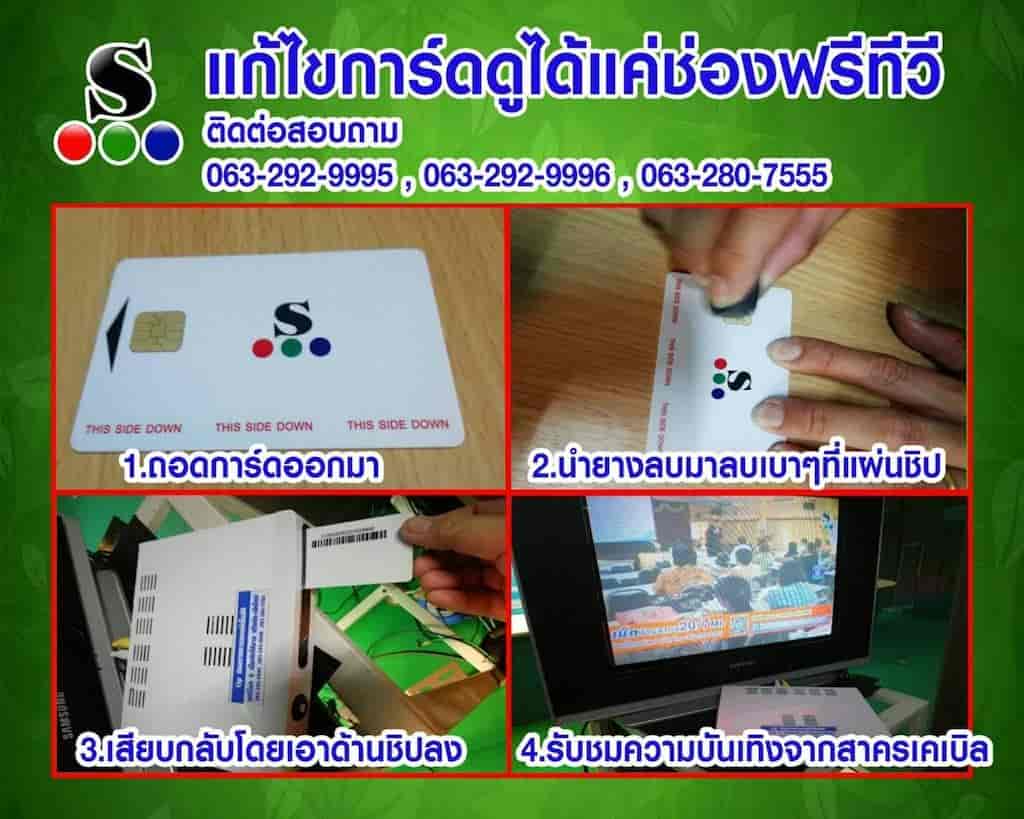 S
แก้ไขการ์ดดูได้แค่ช่องฟรีทีวี
ติดต่อสอบถาม
063-292-9995 , 063-292-9996 , 063-280-7555
S
THIS SIDE DOWN THIS SIDE DOWN THIS SIDE DOWN
1.ถอดการ์ดออกมา
THIS SIDE DOWN
THIS SIDE DOWN
THIS SIDE DOWN
S
2.นำยางลบมาลบเบาๆที่แผ่นชิป
SAMSUNG
3.เสียบกลับโดยเอาด้านชิปลง
SAMSUNG
4.รับชมความบันเทิงจากสาครเคเบิล